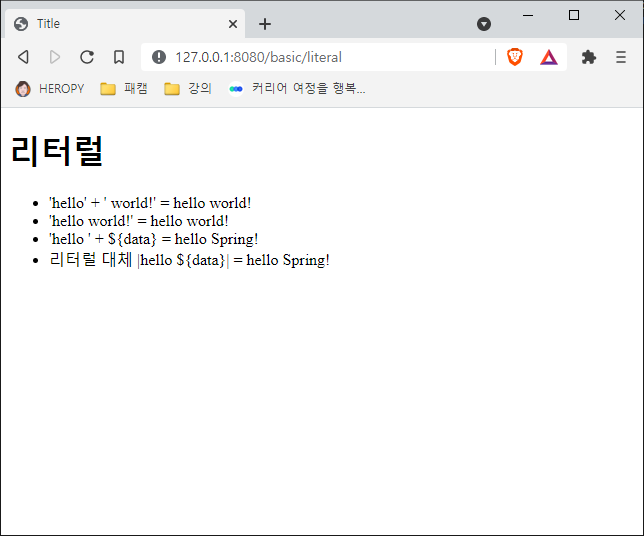 Title
127.0.0.1:8080/basic/literal
HEROPY 패캠 강의 커리어 여정을 행복...
리터럴
'hello' + ' world!' = hello world!
'hello world!' = hello world!
'hello ' + ${data} = hello Spring!
리터럴 대체 |hello ${data}| = hello Spring!